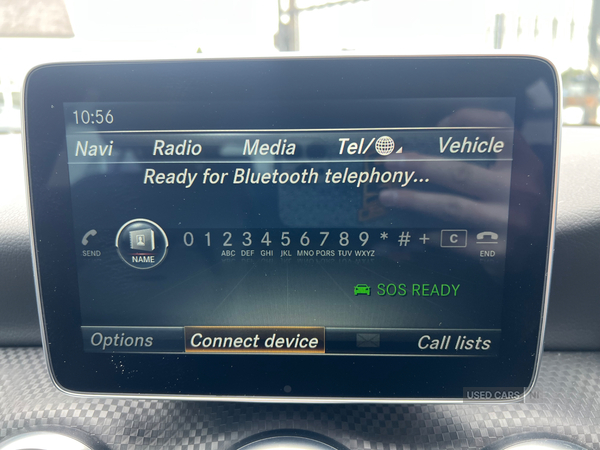 10:56
Navi Radio Media Tel/ Vehicle
Ready for Bluetooth telephony...
SEND NAME 0 1 2 3 4 5 6 7 8 9 * # + C END
ABC DEF GHI JKL MNO PQRS TUV WXYZ
SOS READY
Options Connect device Call lists
USED CARS NI